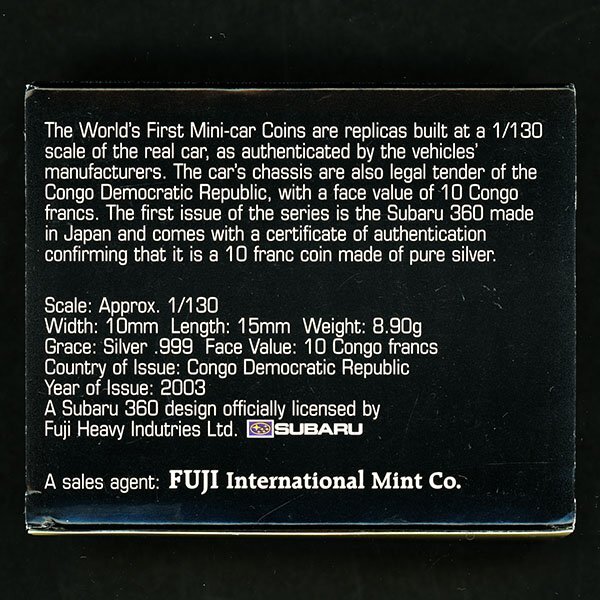 The World's First Mini-car Coins are replicas built at a 1/130
scale of the real car, as authenticated by the vehicles'
manufacturers. The car's chassis are also legal tender of the
Congo Democratic Republic, with a face value of 10 Congo
francs. The first issue of the series is the Subaru 360 made
in Japan and comes with a certificate of authentication
confirming that it is a 10 franc coin made of pure silver.
Scale: Approx. 1/130
Width: 10mm Length: 15mm Weight: 8.90g
Grace: Silver .999 Face Value: 10 Congo francs
Country of Issue: Congo Democratic Republic
Year of Issue: 2003
A Subaru 360 design officially licensed by
Fuji Heavy Indutries Ltd. SUBARU
A sales agent: FUJI International Mint Co.